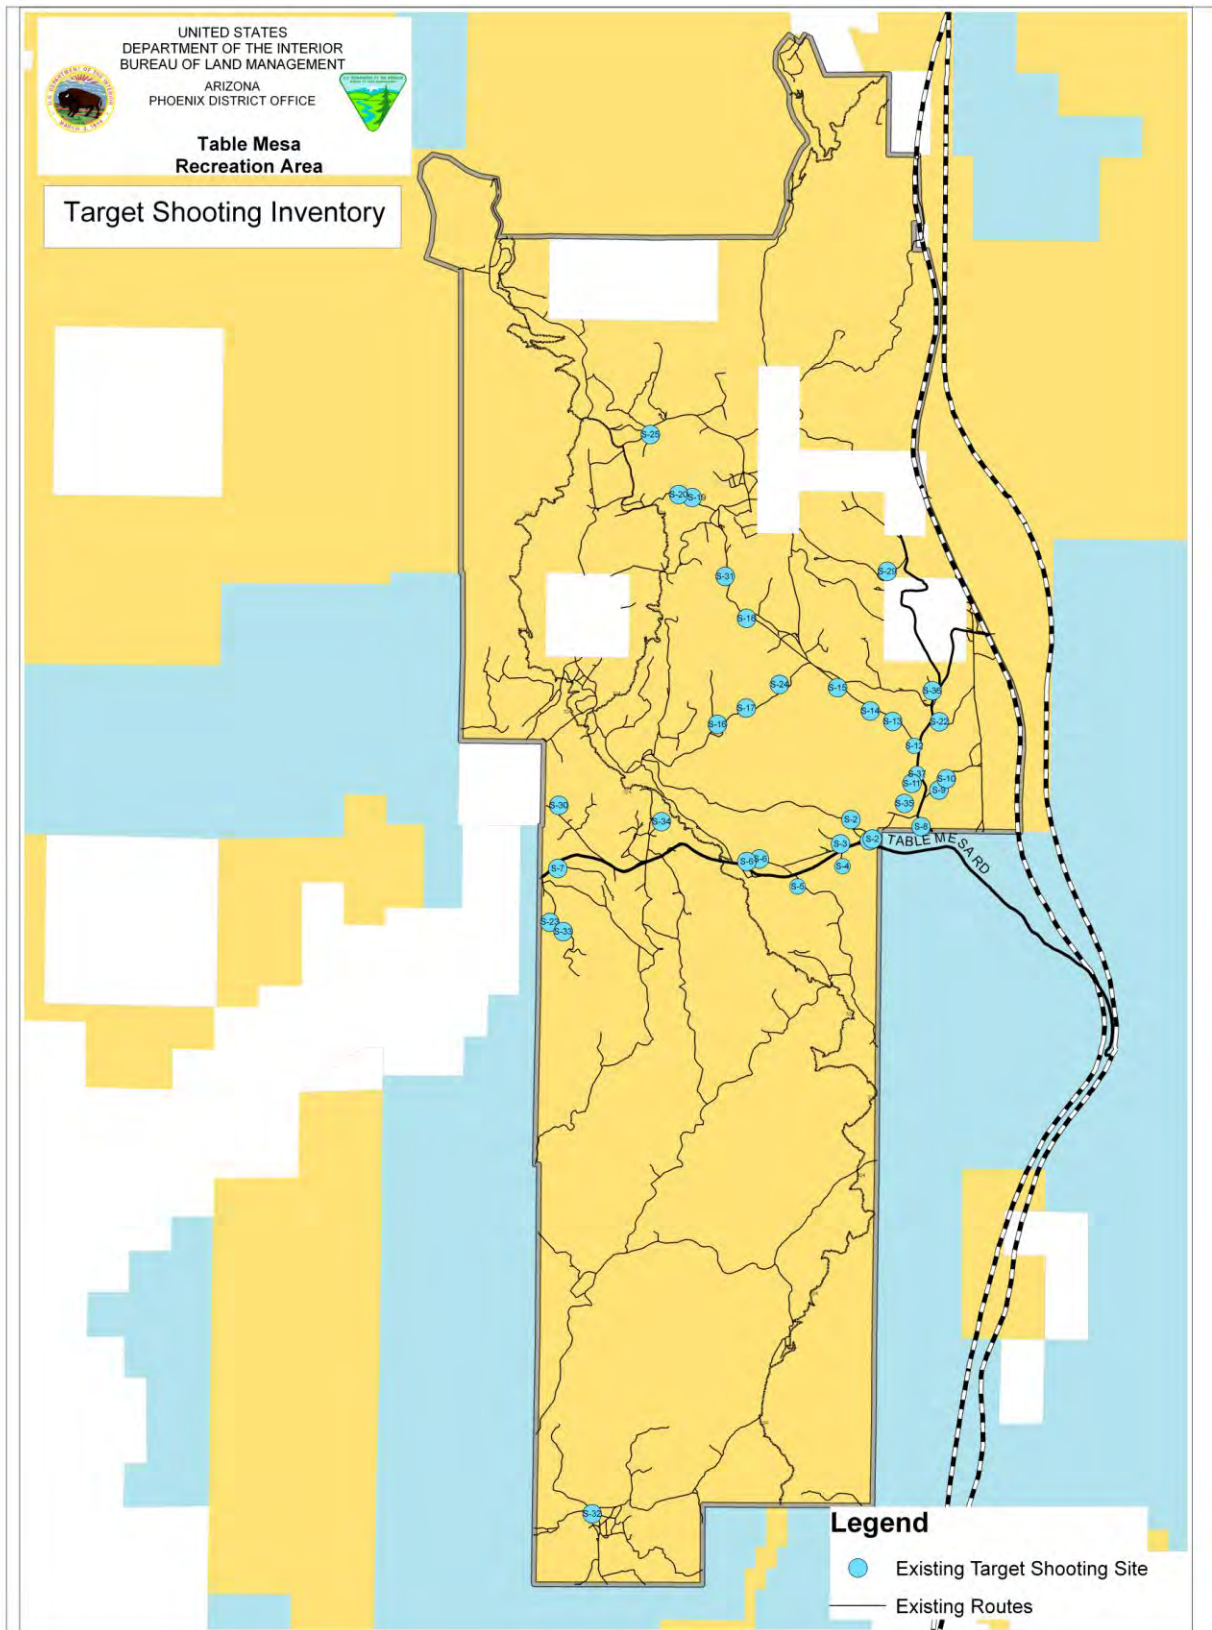 UNITED STATES
DEPARTMENT OF THE INTERIOR
BUREAU OF LAND MANAGEMENT
ARIZONA
PHOENIX DISTRICT OFFICE
Table Mesa
Recreation Area
Target Shooting Inventory
S-25
S-20
S-19
S-29
S-31
S-18
S-24
S-15
S-36
S-17
S-14
S-16
S-13
S-22
S-12
S-37
S-10
S-11
S-9
S-30
S-35
S-34
S-2
S-8
S-2
TABLE MESA RD
S-3
S-6
S-6
S-4
S-7
S-5
S-23
S-33
S-32
Legend
Existing Target Shooting Site
Existing Routes